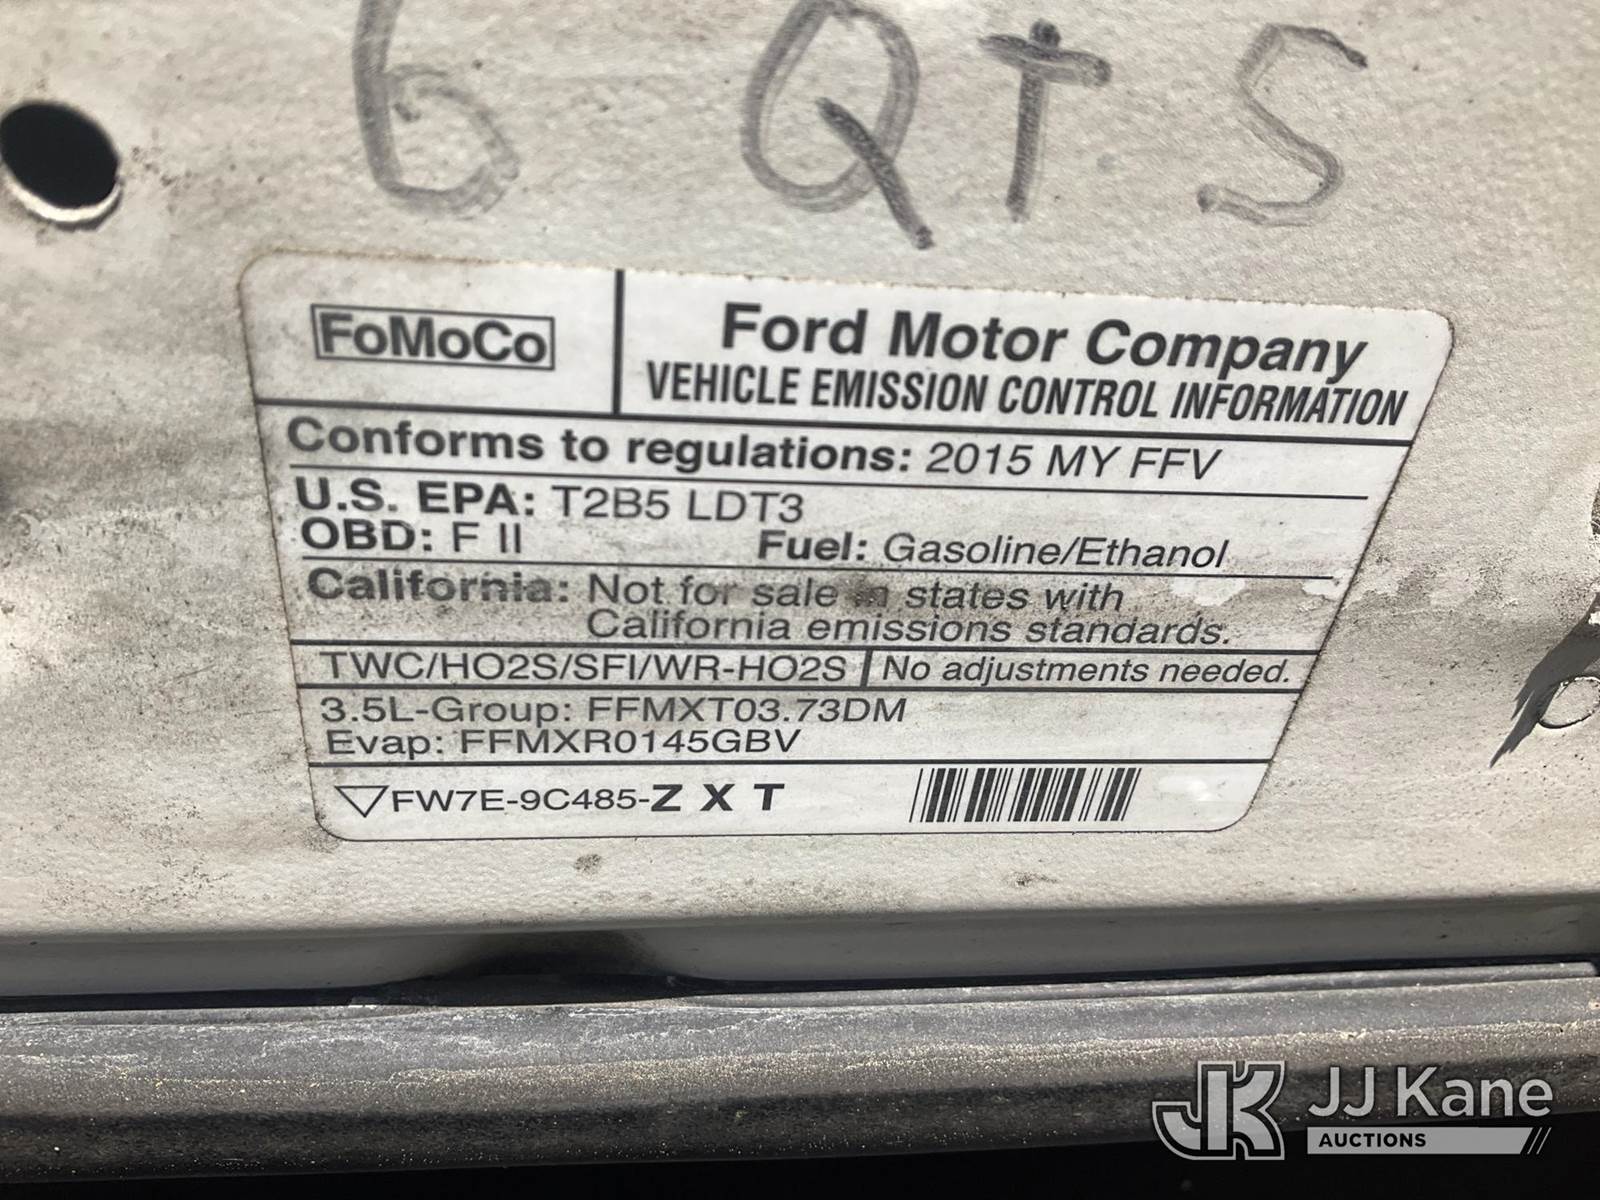 6 QTS
FoMoCo
Ford Motor Company
VEHICLE EMISSION CONTROL INFORMATION
Conforms to regulations: 2015 MY FFV
U.S. EPA: T2B5 LDT3
OBD: F II Fuel: Gasoline/Ethanol
California: Not for sale in states with
California emissions standards.
TWC/HO2S/SFI/WR-HO2S No adjustments needed.
3.5L-Group: FFMXT03.73DM
Evap: FFMXR0145GBV
FW7E-9C485-Z X T
JK JJ Kane
AUCTIONS